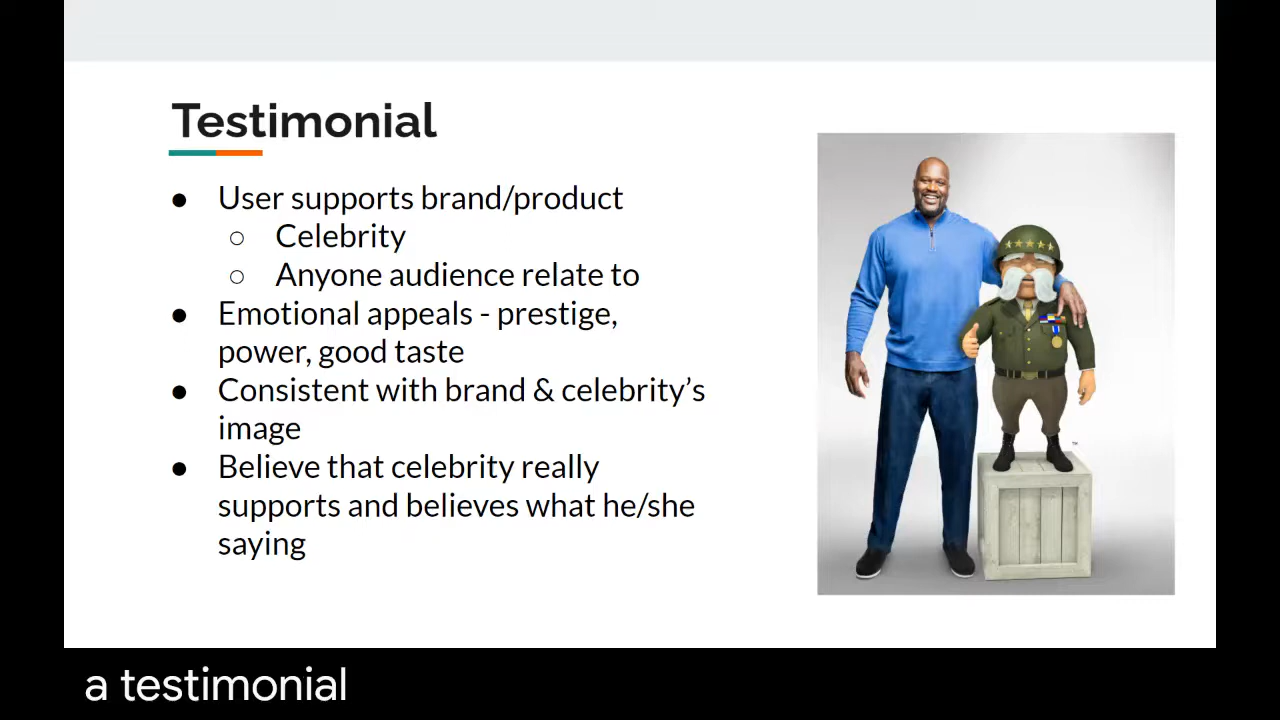 Testimonial
● User supports brand/product
○ Celebrity
○ Anyone audience relate to
● Emotional appeals - prestige,
power, good taste
● Consistent with brand & celebrity’s
image
● Believe that celebrity really
supports and believes what he/she
saying
a testimonial